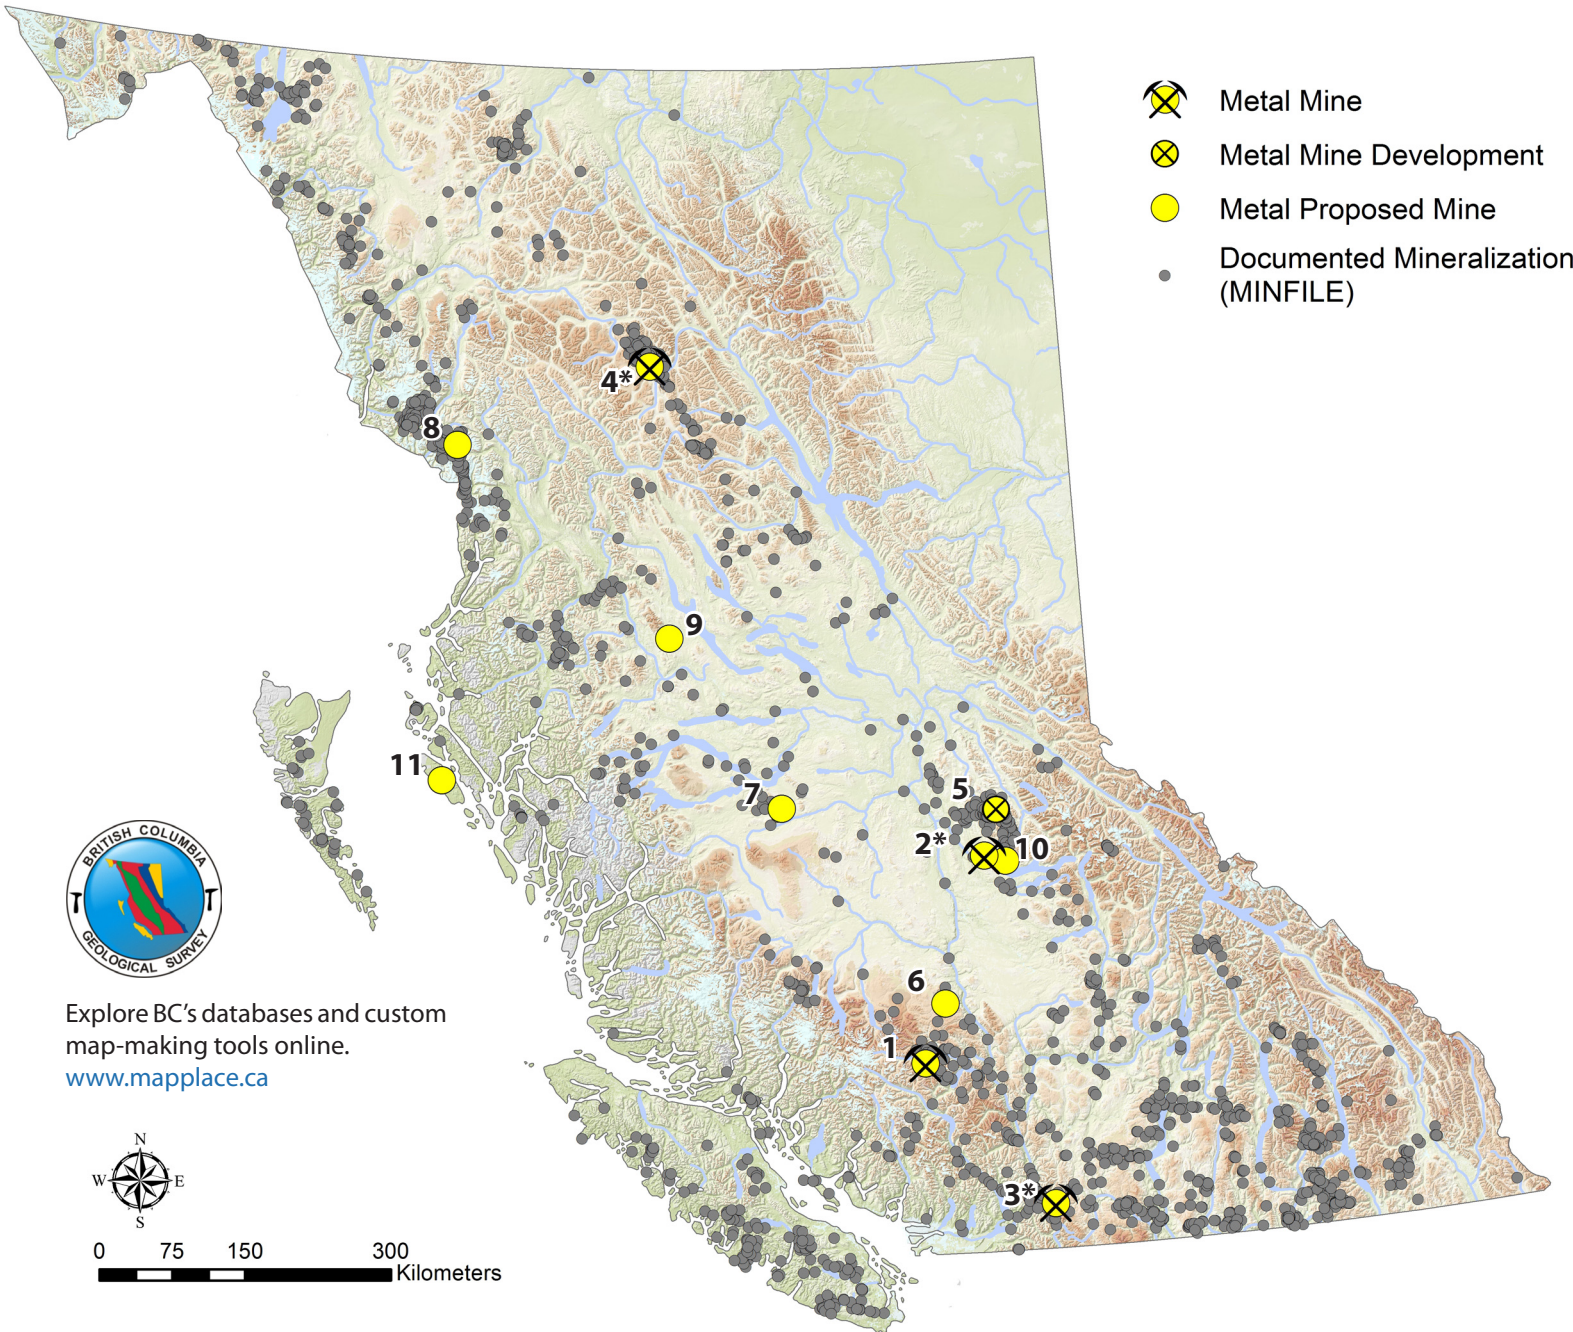 Metal Mine
Metal Mine Development
Metal Proposed Mine
Documented Mineralization
(MINFILE)
4*
8
9
11
7
5
2*
10
6
1
3*
BRITISH COLUMBIA
GEOLOGICAL SURVEY
Explore BC's databases and custom
map-making tools online.
www.mapplace.ca
N
W E
S
0 75 150 300
Kilometers